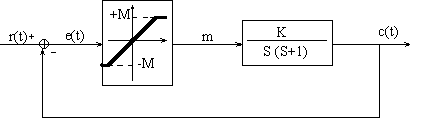 +M
r(t)+
e(t)
-
-M
m
K
S (S+1)
c(t)